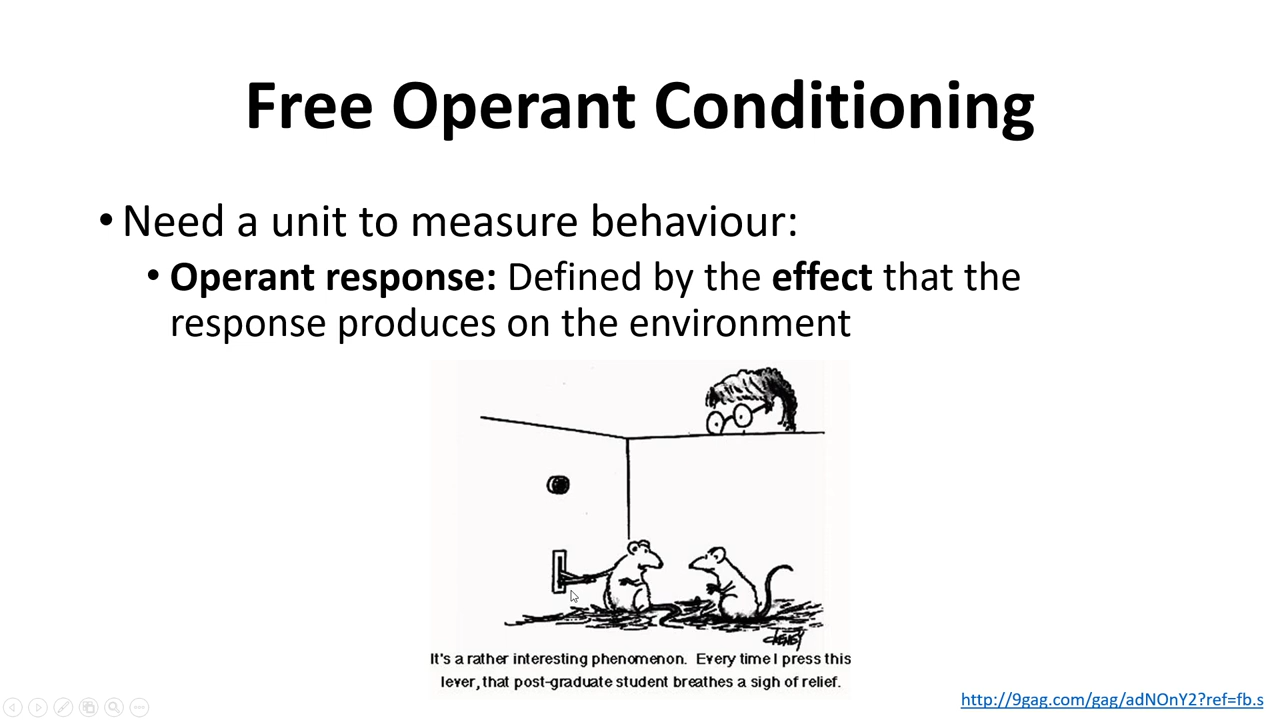 Free Operant Conditioning
• Need a unit to measure behaviour:
• Operant response: Defined by the effect that the
response produces on the environment
CHENEY
It's a rather interesting phenomenon. Every time I press this
lever, that post-graduate student breathes a sigh of relief.
http://9gag.com/gag/adNOnY2?ref=fb.s